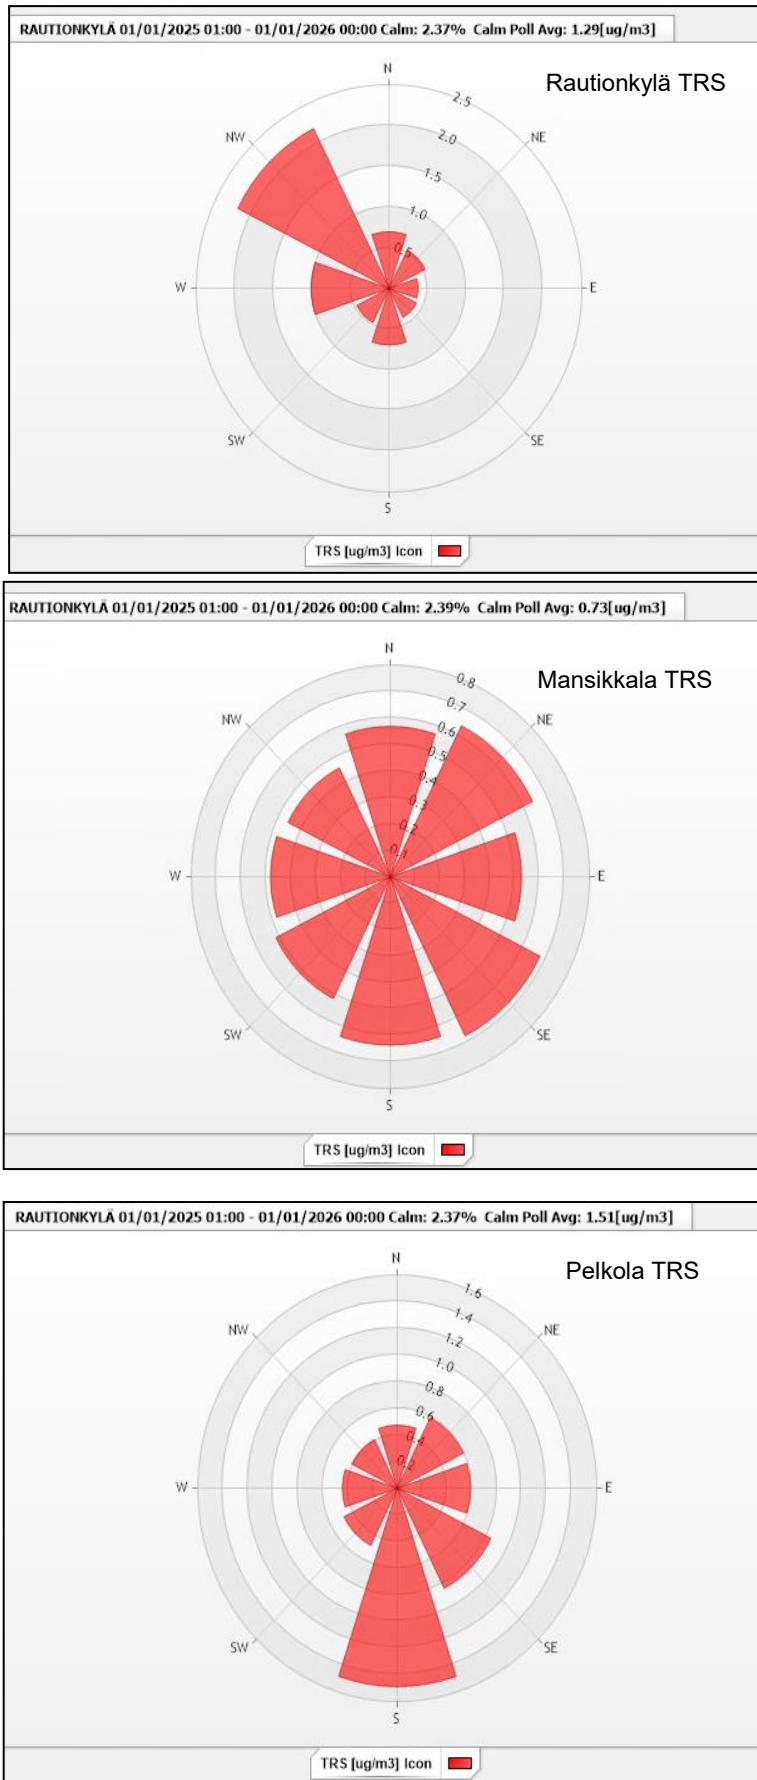 RAUTIONKYLÄ 01/01/2025 01:00 - 01/01/2026 00:00 Calm: 2.37% Calm Poll Avg: 1.29[ug/m3]
Rautionkylä TRS
N
2.5
NW
2.0
NE
1.5
1.0
0.5
W
E
SW
SE
S
TRS [ug/m3] Icon
RAUTIONKYLÄ 01/01/2025 01:00 - 01/01/2026 00:00 Calm: 2.39% Calm Poll Avg: 0.73[ug/m3]
Mansikkala TRS
N
0.8
0.7
NW
NE
0.6
0.5
0.4
0.3
0.2
0.1
W
E
SW
SE
S
TRS [ug/m3] Icon
RAUTIONKYLÄ 01/01/2025 01:00 - 01/01/2026 00:00 Calm: 2.37% Calm Poll Avg: 1.51[ug/m3]
Pelkola TRS
N
1.6
1.4
NW
NE
1.2
1.0
0.8
0.6
0.4
0.2
W
E
SW
SE
S
TRS [ug/m3] Icon